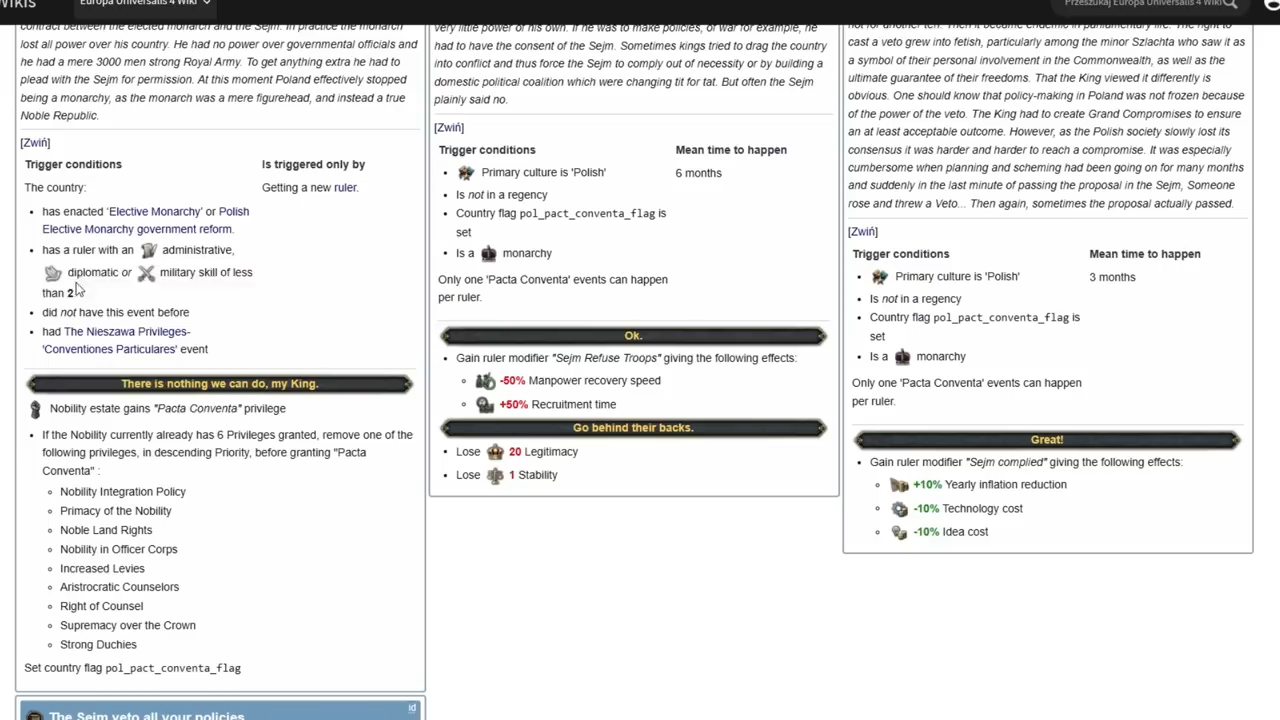 WIKIS
Europa Universalis 4 Wiki
Przeszukaj Europa Universalis 4 Wiki
contract between the elected monarch and the Sejm. In practice the monarch
lost all power over his country. He had no power over governmental officials and
he had a mere 3000 men strong Royal Army. To get anything extra he had to
plead with the Sejm for permission. At this moment Poland effectively stopped
being a monarchy, as the monarch was a mere figurehead, and instead a true
Noble Republic.
[Zwiń]
Trigger conditions
Is triggered only by
The country:
Getting a new ruler.
has enacted 'Elective Monarchy' or Polish
Elective Monarchy government reform.
has a ruler with an administrative,
diplomatic or military skill of less
than 2
did not have this event before
had The Nieszawa Privileges-
'Conventiones Particulares' event
There is nothing we can do, my King.
Nobility estate gains "Pacta Conventa" privilege
If the Nobility currently already has 6 Privileges granted, remove one of the
following privileges, in descending Priority, before granting "Pacta
Conventa" :
Nobility Integration Policy
Primacy of the Nobility
Noble Land Rights
Nobility in Officer Corps
Increased Levies
Aristrocratic Counselors
Right of Counsel
Supremacy over the Crown
Strong Duchies
Set country flag pol_pact_conventa_flag
The Sejm veto all your policies
id
very little power of his own. If he was to make policies, or war for example, he
had to have the consent of the Sejm. Sometimes kings tried to drag the country
into conflict and thus force the Sejm to comply out of necessity or by building a
domestic political coalition which were changing tit for tat. But often the Sejm
plainly said no.
[Zwiń]
Trigger conditions
Mean time to happen
Primary culture is 'Polish'
6 months
Is not in a regency
Country flag pol_pact_conventa_flag is
set
Is a monarchy
Only one 'Pacta Conventa' events can happen
per ruler.
Ok.
Gain ruler modifier "Sejm Refuse Troops" giving the following effects:
-50% Manpower recovery speed
+50% Recruitment time
Go behind their backs.
Lose 20 Legitimacy
Lose 1 Stability
not for another ten. Then it became endemic in parliamentary life. The right to
cast a veto grew into fetish, particularly among the minor Szlachta who saw it as
a symbol of their personal involvement in the Commonwealth, as well as the
ultimate guarantee of their freedoms. That the King viewed it differently is
obvious. One should know that policy-making in Poland was not frozen because
of the power of the veto. The King had to create Grand Compromises to ensure
an at least acceptable outcome. However, as the Polish society slowly lost its
consensus it was harder and harder to reach a compromise. It was especially
cumbersome when planning and scheming had been going on for many months
and suddenly in the last minute of passing the proposal in the Sejm, Someone
rose and threw a Veto... Then again, sometimes the proposal actually passed.
[Zwiń]
Trigger conditions
Mean time to happen
Primary culture is 'Polish'
3 months
Is not in a regency
Country flag pol_pact_conventa_flag is
set
Is a monarchy
Only one 'Pacta Conventa' events can happen
per ruler.
Great!
Gain ruler modifier "Sejm complied" giving the following effects:
+10% Yearly inflation reduction
-10% Technology cost
-10% Idea cost